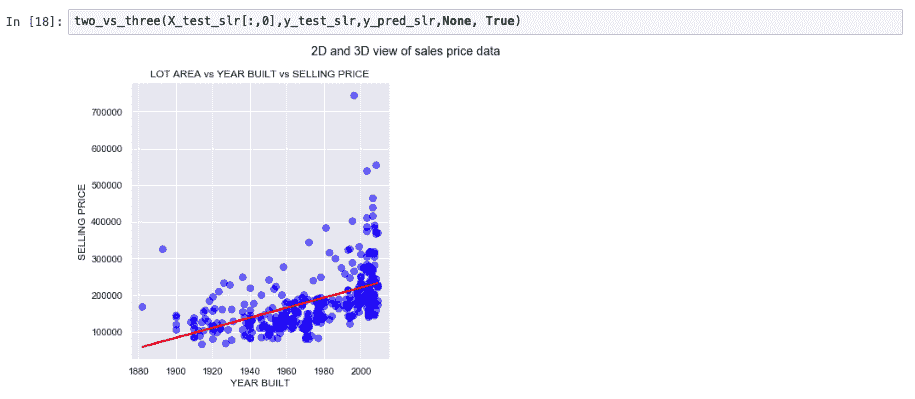 In [18]: two_vs_three(X_test_slr[:,0],y_test_slr,y_pred_slr,None, True)
2D and 3D view of sales price data
LOT AREA vs YEAR BUILT vs SELLING PRICE
700000
600000
500000
400000
300000
200000
100000
SELLING PRICE
1880 1900 1920 1940 1960 1980 2000
YEAR BUILT